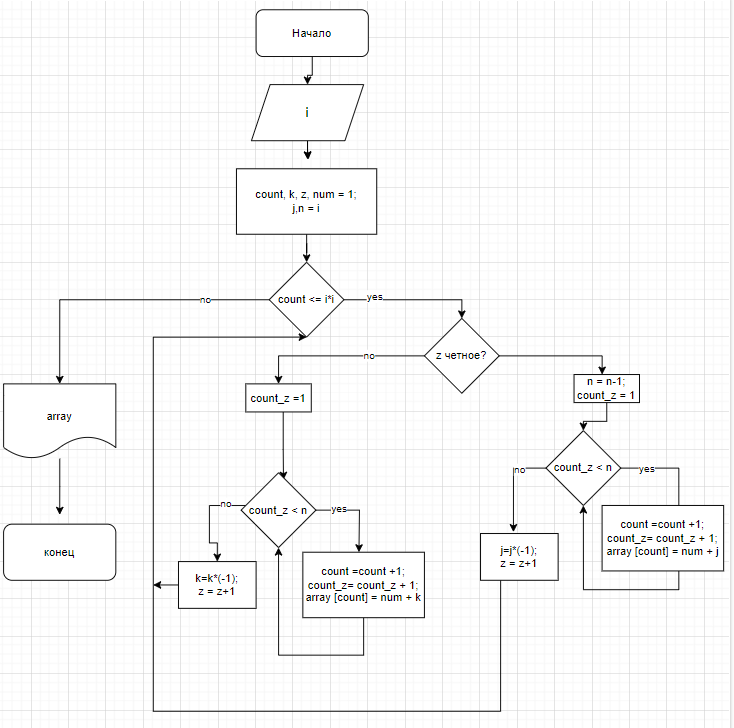 Начало
i
count, k, z, num = 1;
j,n = i
count <= i*i
no
yes
z четное?
no
count_z =1
n = n-1;
count_z = 1
array
count_z < n
no
yes
count_z < n
no
yes
count =count +1;
count_z= count_z + 1;
array [count] = num + j
j=j*(-1);
z = z+1
конец
k=k*(-1);
z = z+1
count =count +1;
count_z= count_z + 1;
array [count] = num + k